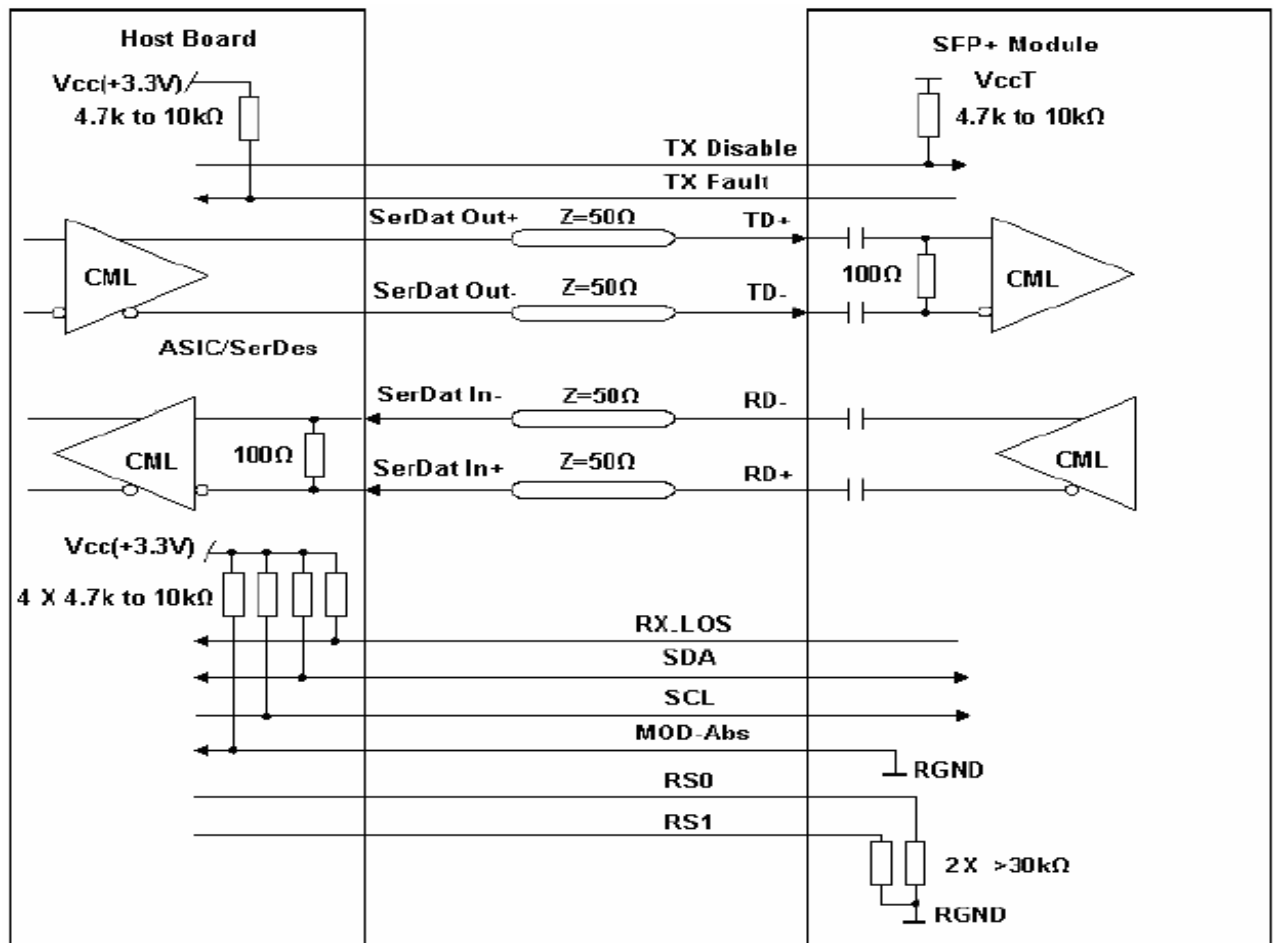 Host Board
SFP+ Module
Vcc(+3.3V)
4.7k to 10kΩ
VccT
4.7k to 10kΩ
TX Disable
TX Fault
SerDat Out+
Z=50Ω
TD+
CML
100Ω
CML
SerDat Out-
Z=50Ω
TD-
ASIC/SerDes
SerDat In-
Z=50Ω
RD-
CML
100Ω
CML
SerDat In+
Z=50Ω
RD+
Vcc(+3.3V)
4 X 4.7k to 10kΩ
RX_LOS
SDA
SCL
MOD-Abs
RGND
RS0
RS1
2X >30kΩ
RGND